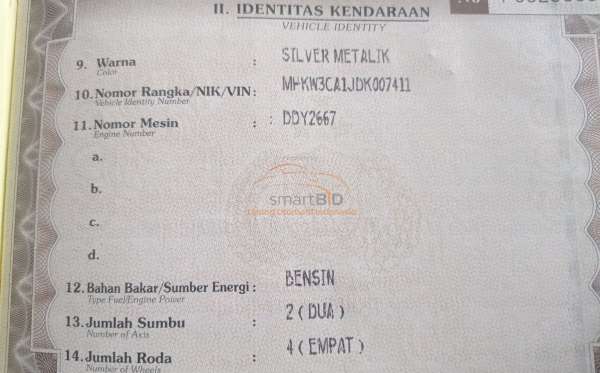 II. IDENTITAS KENDARAAN
VEHICLE IDENTITY
9. Warna : SILVER METALIK
Color
10. Nomor Rangka/NIK/VIN : MHKW3CA1JDK007411
Vehicle Identity Number
11. Nomor Mesin : : DDY2667
Engine Number
a.
b.
smartBID
c.
d.
12. Bahan Bakar/Sumber Energi : BENSIN
Type Fuel/Engine Power
13. Jumlah Sumbu : 2 ( DUA )
Number of Axis
14. Jumlah Roda : 4 ( EMPAT )
Number of Wheels